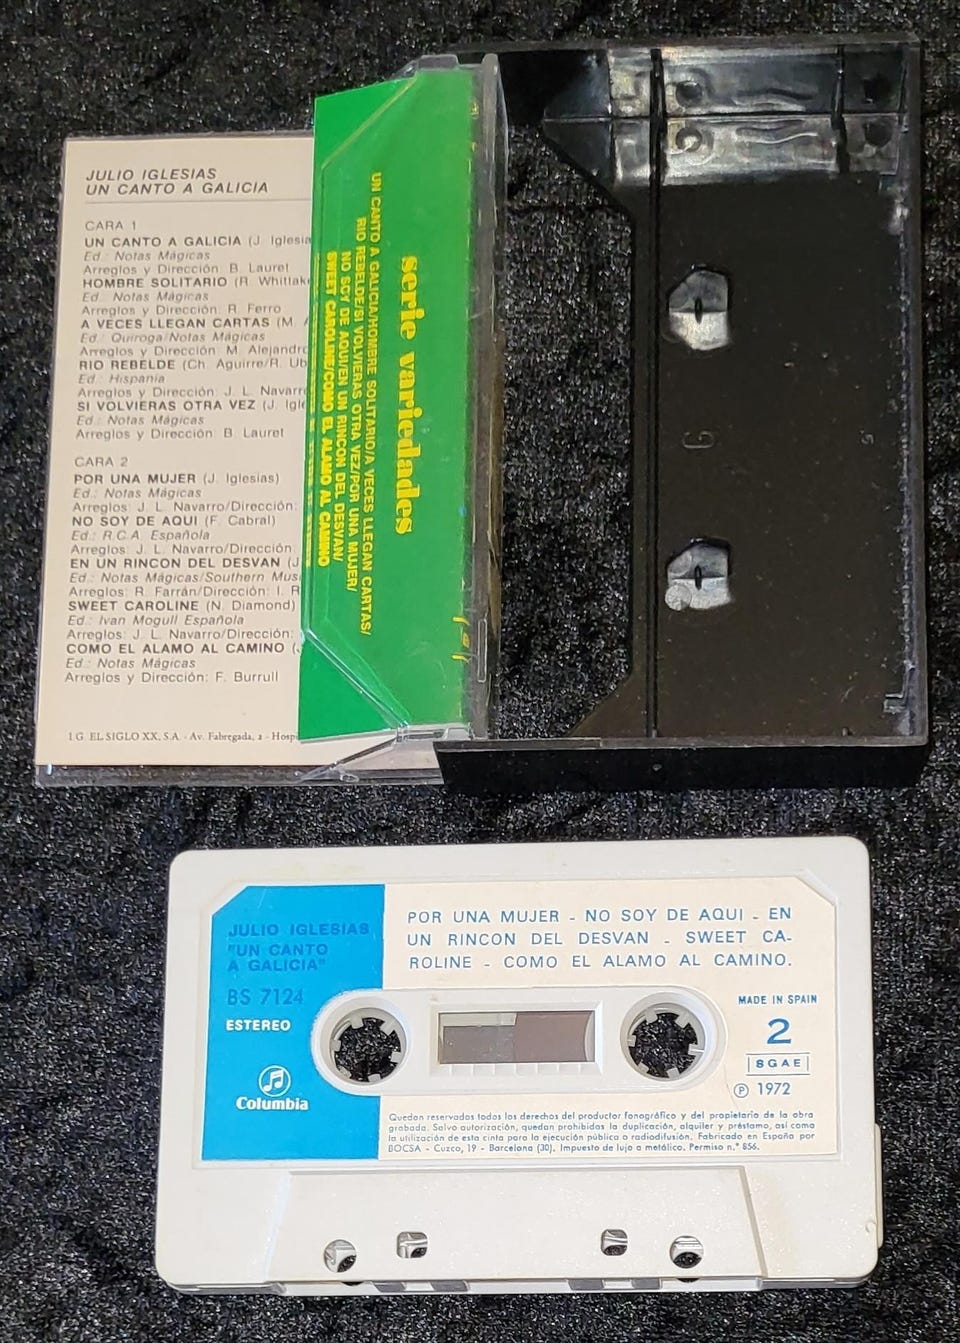 JULIO IGLESIAS
UN CANTO A GALICIA
CARA 1
UN CANTO A GALICIA (J. Iglesia
Ed.: Notas Mágicas
Arreglos y Dirección: B. Lauret
HOMBRE SOLITARIO (R. Whittak
Ed.: Notas Mágicas
Arreglos y Dirección: R. Ferro
A VECES LLEGAN CARTAS (M.
Ed.: Quiroga/Notas Mágicas
Arreglos y Dirección: M. Alejandro
RIO REBELDE (Ch. Aguirre/R. Ub
Ed.: Hispania
Arreglos y Dirección: J. L. Navarr
SI VOLVIERAS OTRA VEZ (J. Igle
Ed.: Notas Mágicas
Arreglos y Dirección: B. Lauret
CARA 2
POR UNA MUJER (J. Iglesias)
Ed.: Notas Mágicas
Arreglos: J. L. Navarro/Dirección:
NO SOY DE AQUI (F. Cabral)
Ed.: R.C.A. Española
Arreglos: J. L. Navarro/Dirección:
EN UN RINCON DEL DESVAN (J
Ed.: Notas Mágicas/Southern Mus
Arreglos: R. Farrán/Dirección: I. R
SWEET CAROLINE (N. Diamond)
Ed.: Ivan Mogull Española
Arreglos: J. L. Navarro/Dirección:
COMO EL ALAMO AL CAMINO (
Ed.: Notas Mágicas
Arreglos y Dirección: F. Burrull
I.G. EL SIGLO XX, S.A. - Av. Fabregada, 2 - Hospi
serie variedades
UN CANTO A GALICIA/HOMBRE SOLITARIO/A VECES LLEGAN CARTAS/
RIO REBELDE/SI VOLVIERAS OTRA VEZ/POR UNA MUJER/
NO SOY DE AQUI/EN UN RINCON DEL DESVAN/
SWEET CAROLINE/COMO EL ALAMO AL CAMINO
G
G
JULIO IGLESIAS
"UN CANTO
A GALICIA"
BS 7124
ESTEREO
Columbia
POR UNA MUJER - NO SOY DE AQUI - EN
UN RINCON DEL DESVAN - SWEET CA-
ROLINE - COMO EL ALAMO AL CAMINO.
MADE IN SPAIN
2
SGAE
Ⓟ 1972
Quedan reservados todos los derechos del productor fonográfico y del propietario de la obra
grabada. Salvo autorización, quedan prohibidas la duplicación, alquiler y préstamo, así como
la utilización de esta cinta para la ejecución pública o radiodifusión. Fabricado en España por
BOCSA - Cuzco, 19 - Barcelona (30). Impuesto de lujo a metálico. Permiso n.° 856.